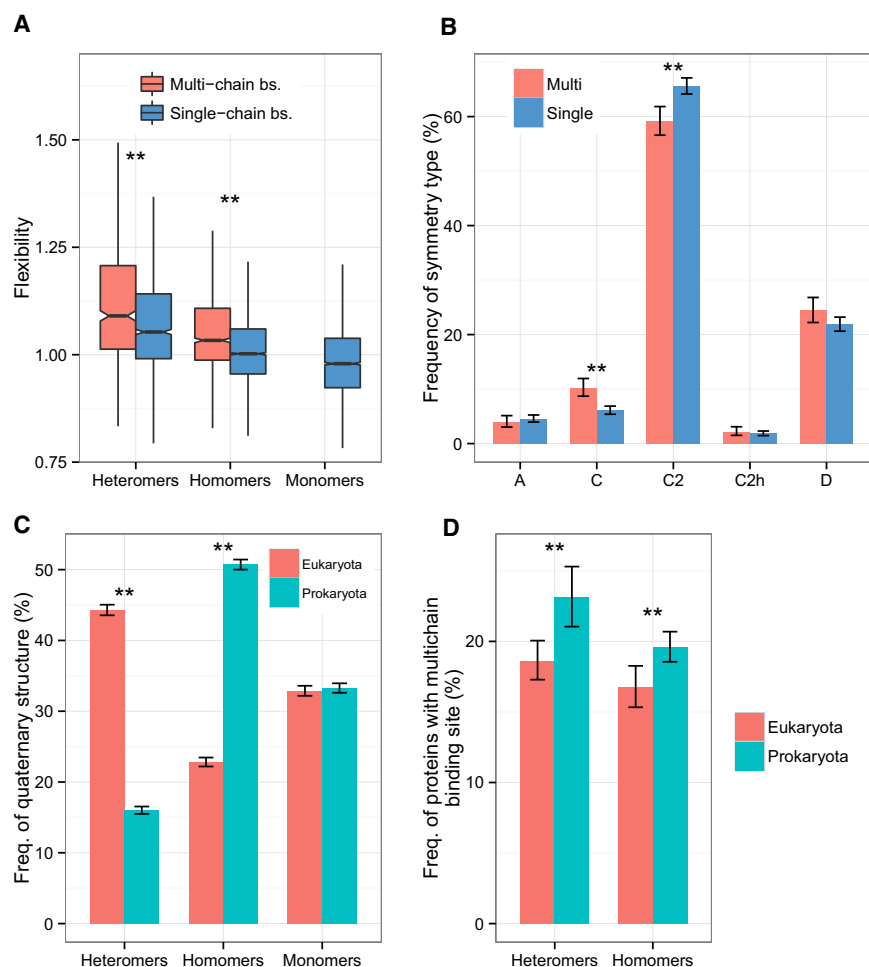 A
Multi−chain bs.
Single−chain bs.
**
**
1.50
1.25
1.00
0.75
Flexibility
Heteromers
Homomers
Monomers
B
Multi
Single
**
**
60
40
20
0
Frequency of symmetry type (%)
A
C
C2
C2h
D
C
Eukaryota
Prokaryota
**
**
50
40
30
20
10
0
Freq. of quaternary structure (%)
Heteromers
Homomers
Monomers
D
**
**
20
10
0
Freq. of proteins with multichain
binding site (%)
Heteromers
Homomers
Eukaryota
Prokaryota